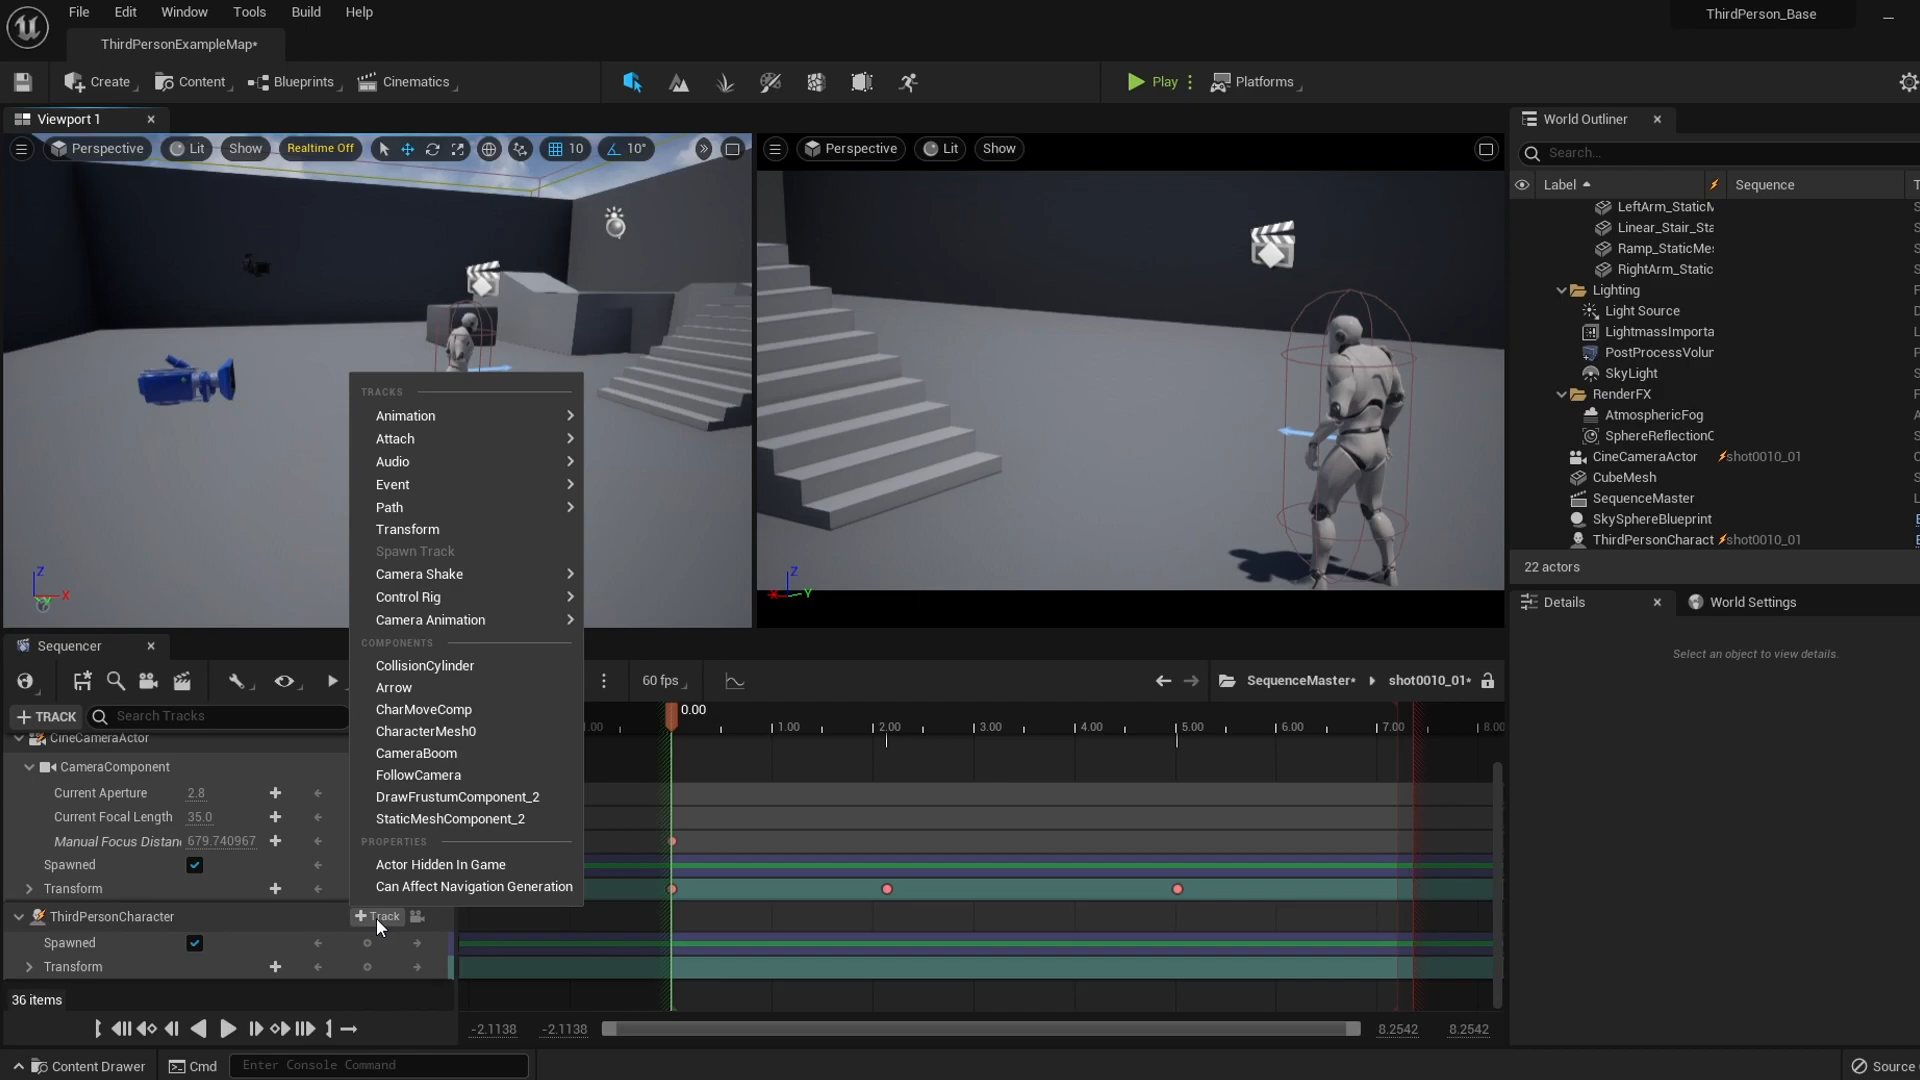 File Edit Window Tools Build Help
ThirdPerson_Base
ThirdPersonExampleMap*
Create Content Blueprints Cinematics Play Platforms
Viewport 1
Perspective Lit Show Realtime Off 10 10°
Perspective Lit Show
World Outliner
Search...
Label Sequence T
LeftArm_StaticM S
Linear_Stair_Sta S
Ramp_StaticMe S
RightArm_Static S
Lighting F
Light Source D
LightmassImporta L
PostProcessVolur P
SkyLight S
RenderFX F
AtmosphericFog A
SphereReflectionC S
CineCameraActor shot0010_01 C
CubeMesh S
SequenceMaster L
SkySphereBlueprint E
ThirdPersonCharact shot0010_01 E
22 actors
Details World Settings
Select an object to view details.
Z X Y
Z X Y
TRACKS
Animation
Attach
Audio
Event
Path
Transform
Spawn Track
Camera Shake
Control Rig
Camera Animation
COMPONENTS
CollisionCylinder
Arrow
CharMoveComp
CharacterMesh0
CameraBoom
FollowCamera
DrawFrustumComponent_2
StaticMeshComponent_2
PROPERTIES
Actor Hidden In Game
Can Affect Navigation Generation
Sequencer
60 fps SequenceMaster* shot0010_01*
+ TRACK Search Tracks
0.00
1.00 1.00 2.00 3.00 4.00 5.00 6.00 7.00 8.00
CineCameraActor
CameraComponent
Current Aperture 2.8
Current Focal Length 35.0
Manual Focus Distan 679.740967
Spawned
Transform
ThirdPersonCharacter + Track
Spawned
Transform
36 items
-2.1138 -2.1138 8.2542 8.2542
Content Drawer Cmd Enter Console Command Source